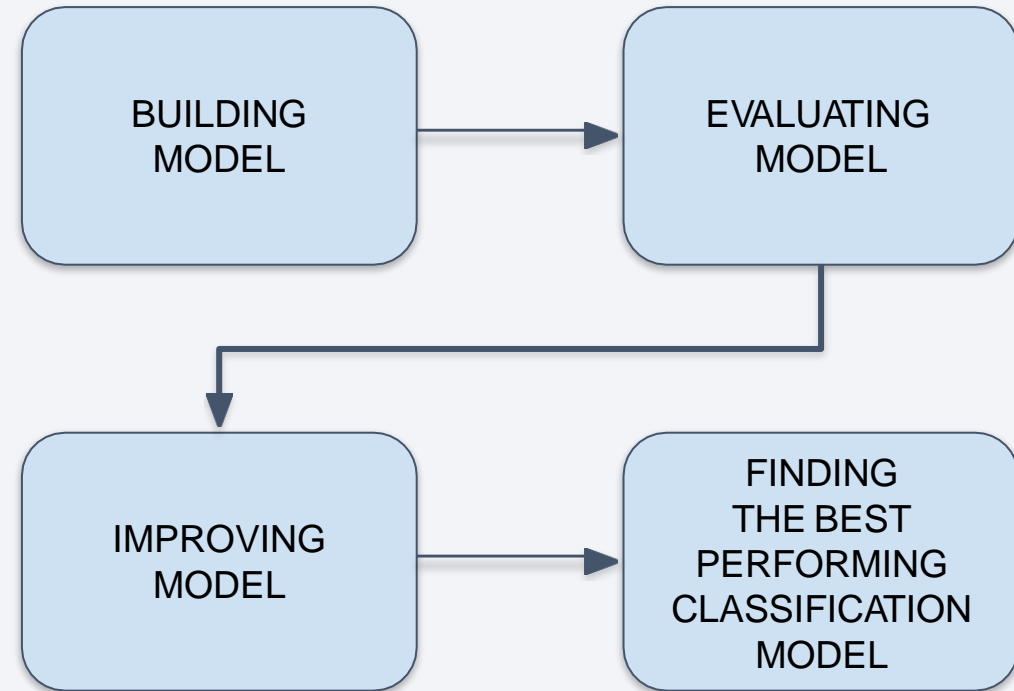 BUILDING
MODEL
EVALUATING
MODEL
IMPROVING
MODEL
FINDING
THE BEST
PERFORMING
CLASSIFICATION
MODEL